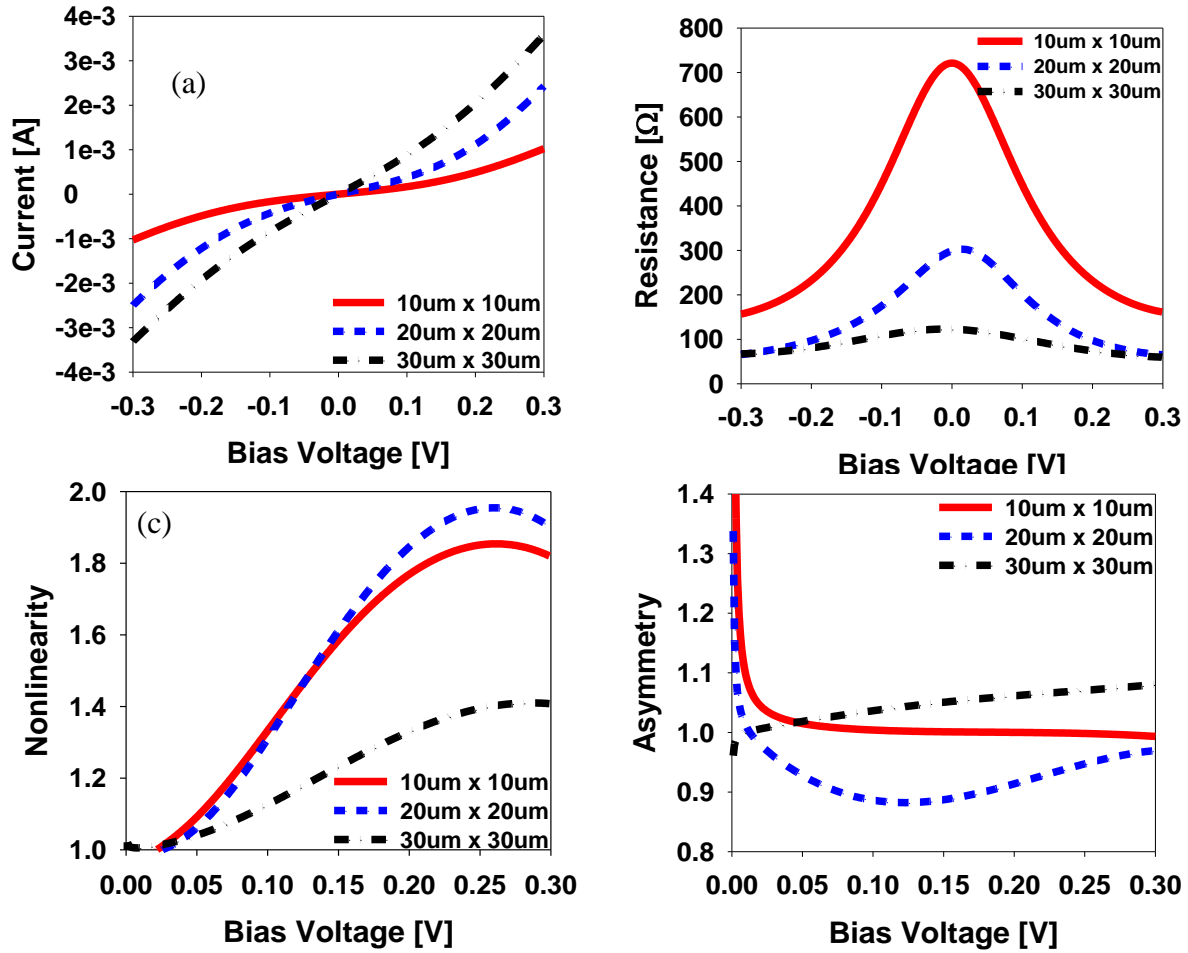 4e-3
3e-3
2e-3
1e-3
0
-1e-3
-2e-3
-3e-3
-4e-3
Current [A]
(a)
10um x 10um
20um x 20um
30um x 30um
-0.3 -0.2 -0.1 0.0 0.1 0.2 0.3
Bias Voltage [V]
800
700
600
500
400
300
200
100
0
Resistance [Ω]
10um x 10um
20um x 20um
30um x 30um
-0.3 -0.2 -0.1 0.0 0.1 0.2 0.3
Bias Voltage [V]
2.0
1.8
1.6
1.4
1.2
1.0
Nonlinearity
(c)
10um x 10um
20um x 20um
30um x 30um
0.00 0.05 0.10 0.15 0.20 0.25 0.30
Bias Voltage [V]
1.4
1.3
1.2
1.1
1.0
0.9
0.8
Asymmetry
10um x 10um
20um x 20um
30um x 30um
0.00 0.05 0.10 0.15 0.20 0.25 0.30
Bias Voltage [V]